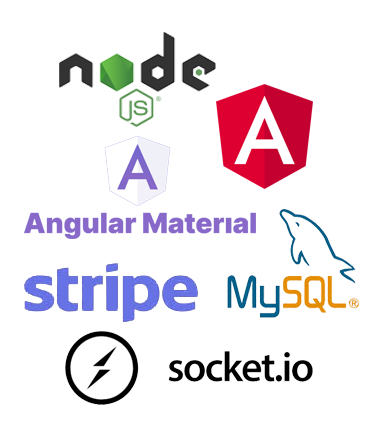 node
JS®
A
A
Angular Material
stripe
MySQL®
socket.io